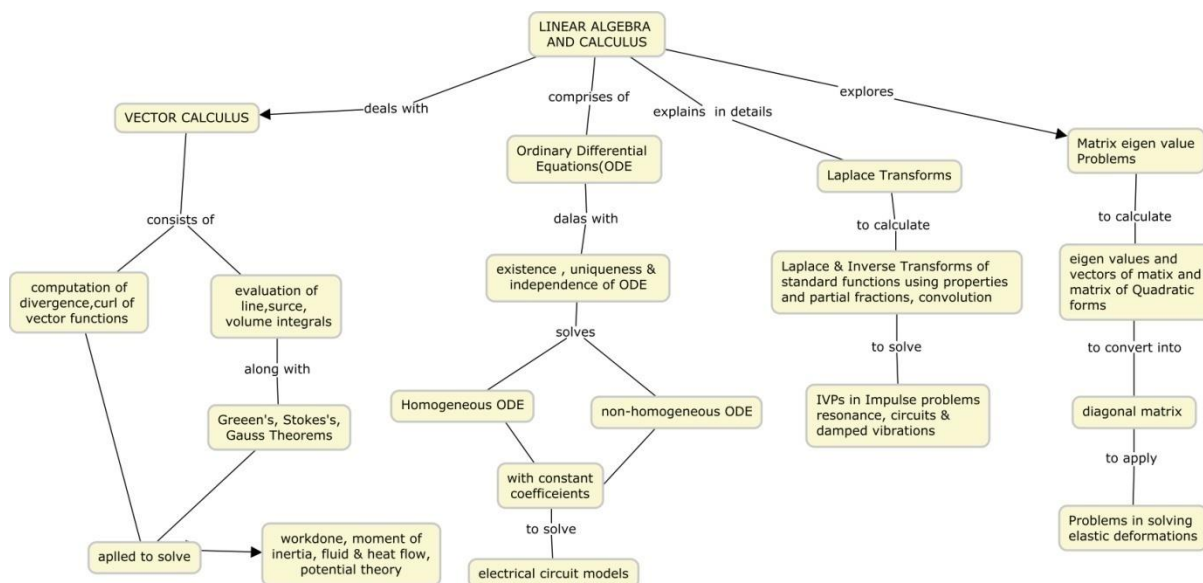 LINEAR ALGEBRA
AND CALCULUS
deals with
comprises of
explains in details
explores
VECTOR CALCULUS
Ordinary Differential
Equations(ODE
Laplace Transforms
Matrix eigen value
Problems
consists of
dalas with
to calculate
to calculate
computation of
divergence,curl of
vector functions
evaluation of
line,surce,
volume integrals
existence , uniqueness &
independence of ODE
Laplace & Inverse Transforms of
standard functions using properties
and partial fractions, convolution
eigen values and
vectors of matix and
matrix of Quadratic
forms
along with
solves
to solve
to convert into
Greeen's, Stokes's,
Gauss Theorems
Homogeneous ODE
non-homogeneous ODE
IVPs in Impulse problems
resonance, circuits &
damped vibrations
diagonal matrix
with constant
coefficeients
to apply
aplled to solve
workdone, moment of
inertia, fluid & heat flow,
potential theory
to solve
electrical circuit models
Problems in solving
elastic deformations